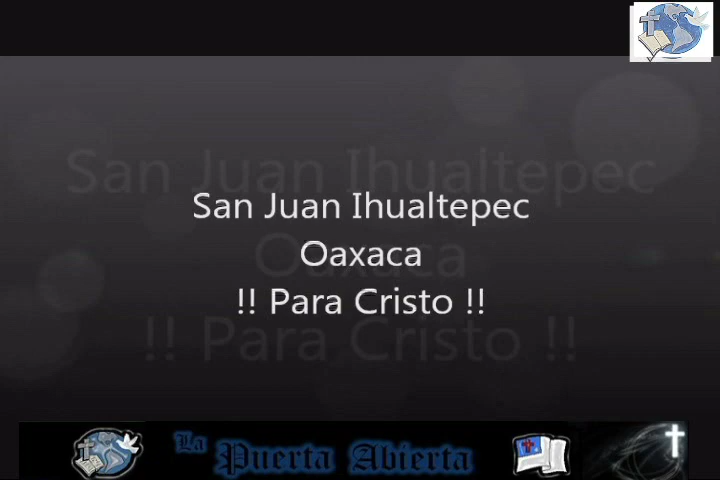 San Juan Ihualtepec
Oaxaca
!! Para Cristo !!
La
Puerta Abierta